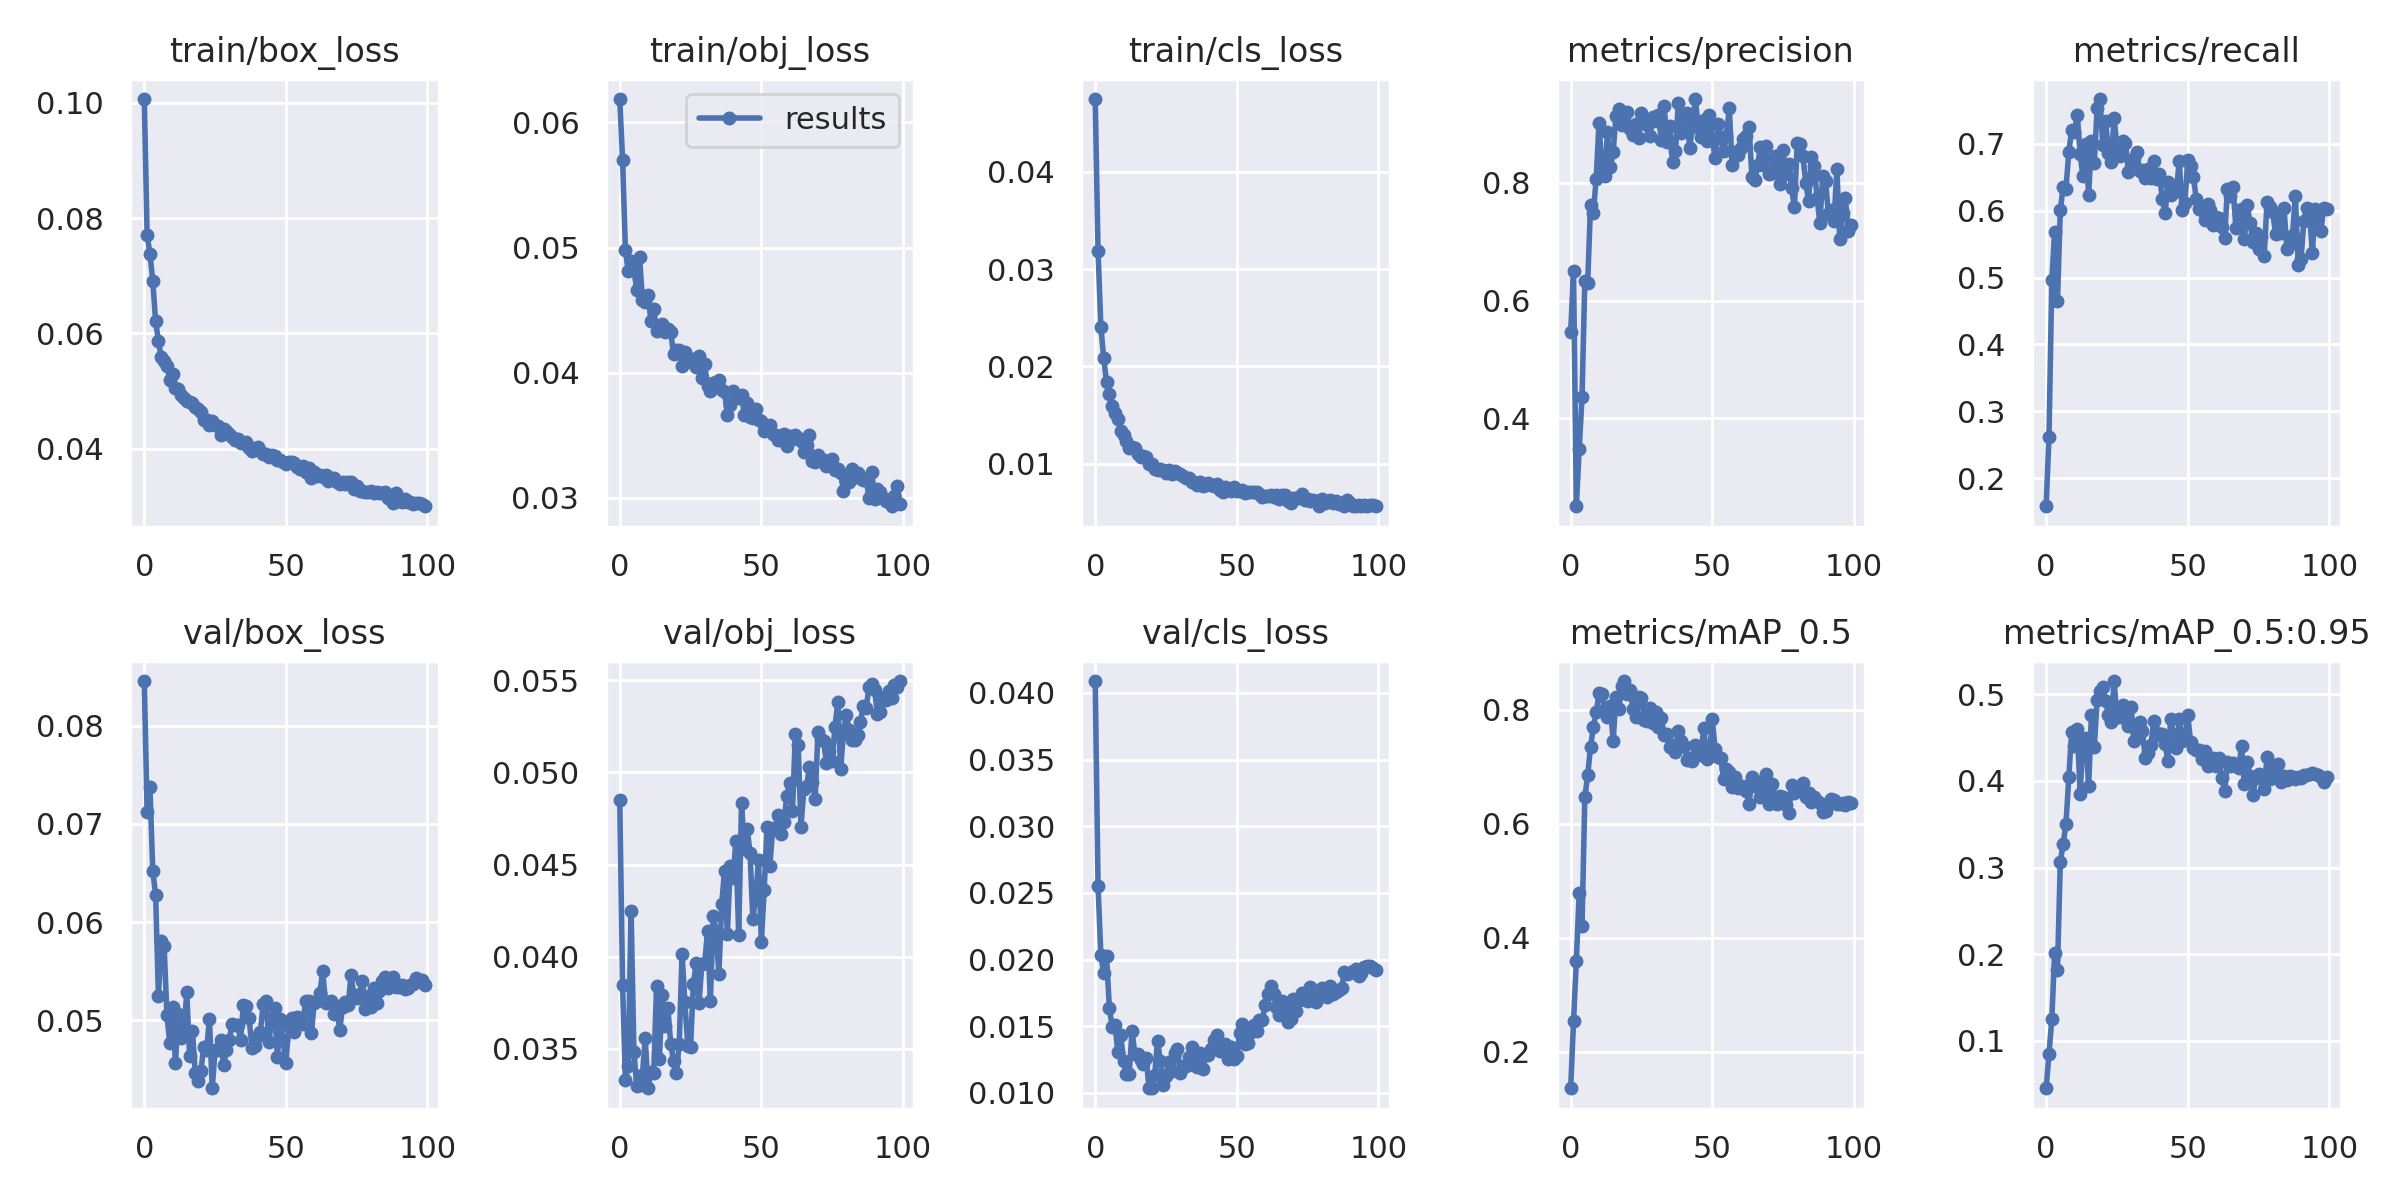 train/box_loss
0.10
0.08
0.06
0.04
0 50 100
train/obj_loss
results
0.06
0.05
0.04
0.03
0 50 100
train/cls_loss
0.04
0.03
0.02
0.01
0 50 100
metrics/precision
0.8
0.6
0.4
0 50 100
metrics/recall
0.7
0.6
0.5
0.4
0.3
0.2
0 50 100
val/box_loss
0.08
0.07
0.06
0.05
0 50 100
val/obj_loss
0.055
0.050
0.045
0.040
0.035
0 50 100
val/cls_loss
0.040
0.035
0.030
0.025
0.020
0.015
0.010
0 50 100
metrics/mAP_0.5
0.8
0.6
0.4
0.2
0 50 100
metrics/mAP_0.5:0.95
0.5
0.4
0.3
0.2
0.1
0 50 100